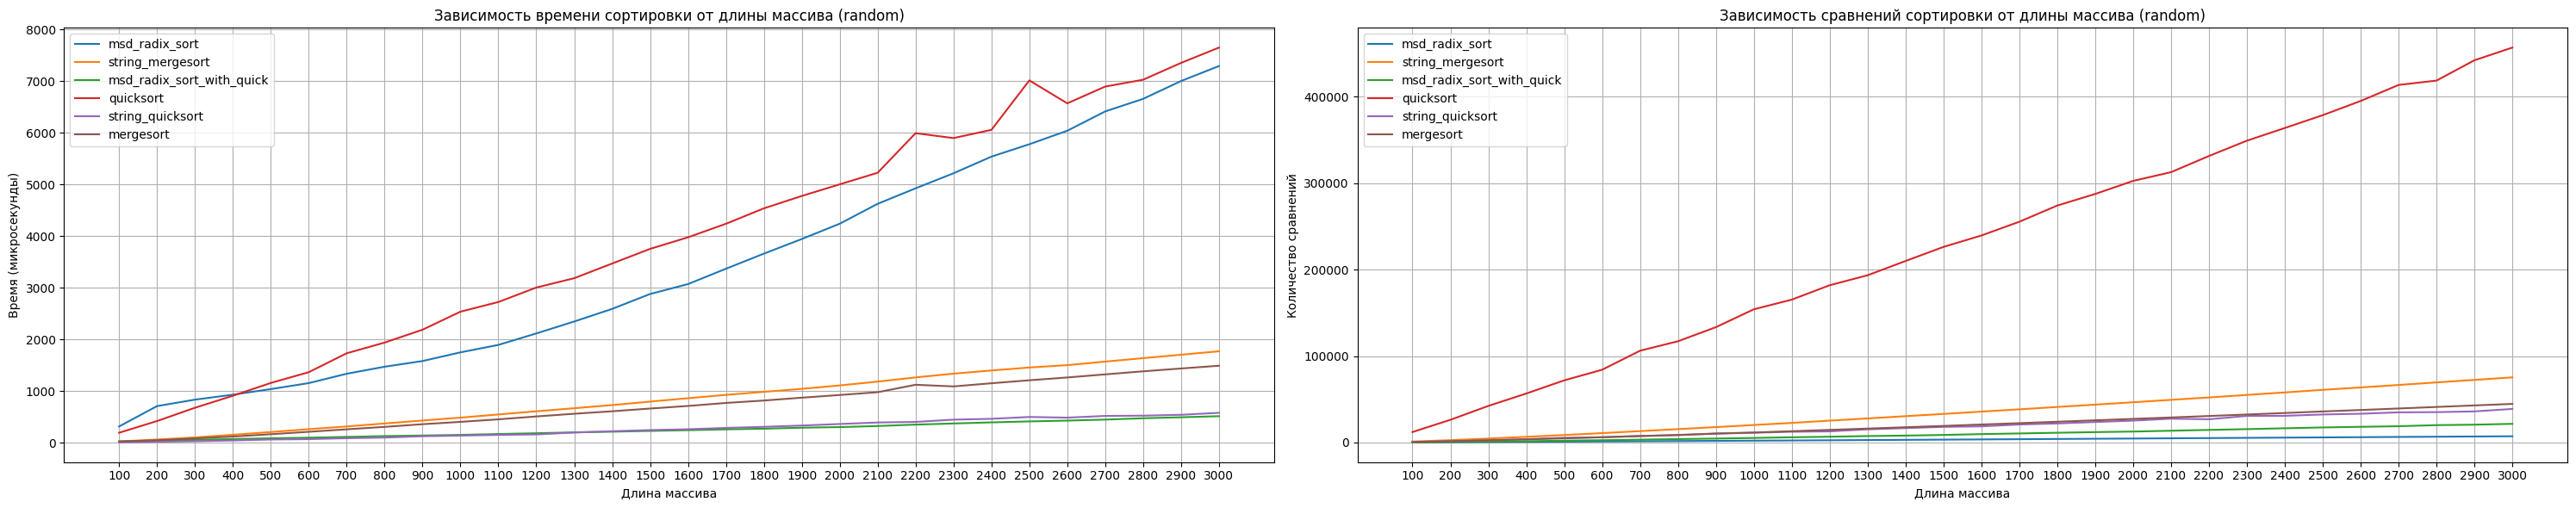 Зависимость времени сортировки от длины массива (random)
8000
7000
6000
5000
4000
3000
2000
1000
0
Время (микросекунды)
msd_radix_sort
string_mergesort
msd_radix_sort_with_quick
quicksort
string_quicksort
mergesort
100 200 300 400 500 600 700 800 900 1000 1100 1200 1300 1400 1500 1600 1700 1800 1900 2000 2100 2200 2300 2400 2500 2600 2700 2800 2900 3000
Длина массива
Зависимость сравнений сортировки от длины массива (random)
400000
300000
200000
100000
0
Количество сравнений
msd_radix_sort
string_mergesort
msd_radix_sort_with_quick
quicksort
string_quicksort
mergesort
100 200 300 400 500 600 700 800 900 1000 1100 1200 1300 1400 1500 1600 1700 1800 1900 2000 2100 2200 2300 2400 2500 2600 2700 2800 2900 3000
Длина массива